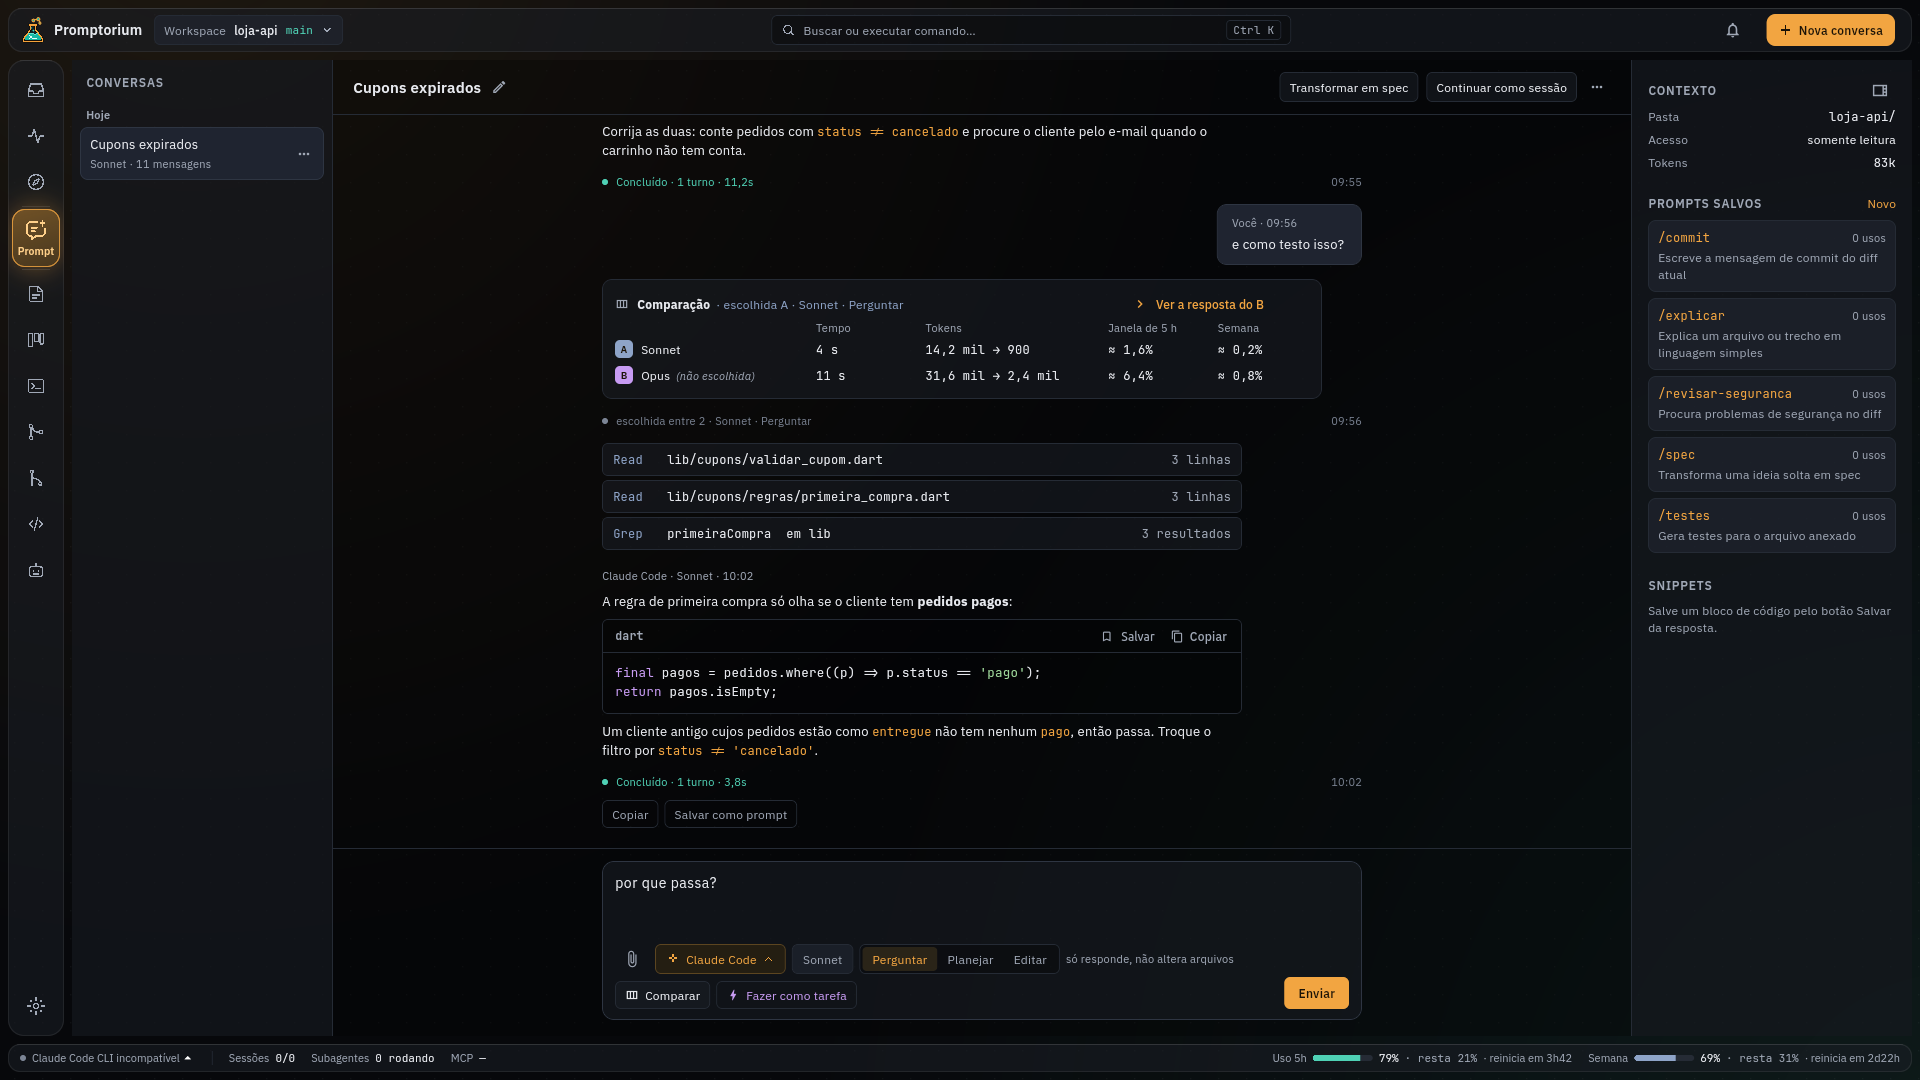 Promptorium
Workspace loja-api main
Buscar ou executar comando...
Ctrl K
Nova conversa
Prompt
CONVERSAS
Hoje
Cupons expirados
Sonnet · 11 mensagens
Cupons expirados
Transformar em spec
Continuar como sessão
Corrija as duas: conte pedidos com status != cancelado e procure o cliente pelo e-mail quando o
carrinho não tem conta.
Concluído · 1 turno · 11,2s
09:55
Você · 09:56
e como testo isso?
Comparação · escolhida A · Sonnet · Perguntar
Ver a resposta do B
Tempo Tokens Janela de 5 h Semana
A Sonnet 4 s 14,2 mil → 900 ≈ 1,6% ≈ 0,2%
B Opus (não escolhida) 11 s 31,6 mil → 2,4 mil ≈ 6,4% ≈ 0,8%
escolhida entre 2 · Sonnet · Perguntar
09:56
Read lib/cupons/validar_cupom.dart 3 linhas
Read lib/cupons/regras/primeira_compra.dart 3 linhas
Grep primeiraCompra em lib 3 resultados
Claude Code · Sonnet · 10:02
A regra de primeira compra só olha se o cliente tem pedidos pagos:
dart
Salvar
Copiar
final pagos = pedidos.where((p) => p.status == 'pago');
return pagos.isEmpty;
Um cliente antigo cujos pedidos estão como entregue não tem nenhum pago, então passa. Troque o
filtro por status != 'cancelado'.
Concluído · 1 turno · 3,8s
10:02
Copiar
Salvar como prompt
por que passa?
Claude Code
Sonnet
Perguntar
Planejar
Editar
só responde, não altera arquivos
Comparar
Fazer como tarefa
Enviar
CONTEXTO
Pasta loja-api/
Acesso somente leitura
Tokens 83k
PROMPTS SALVOS
Novo
/commit 0 usos
Escreve a mensagem de commit do diff
atual
/explicar 0 usos
Explica um arquivo ou trecho em
linguagem simples
/revisar-seguranca 0 usos
Procura problemas de segurança no diff
/spec 0 usos
Transforma uma ideia solta em spec
/testes 0 usos
Gera testes para o arquivo anexado
SNIPPETS
Salve um bloco de código pelo botão Salvar
da resposta.
Claude Code CLI incompatível
Sessões 0/0
Subagentes 0 rodando
MCP —
Uso 5h 79% · resta 21% · reinicia em 3h42
Semana 69% · resta 31% · reinicia em 2d22h